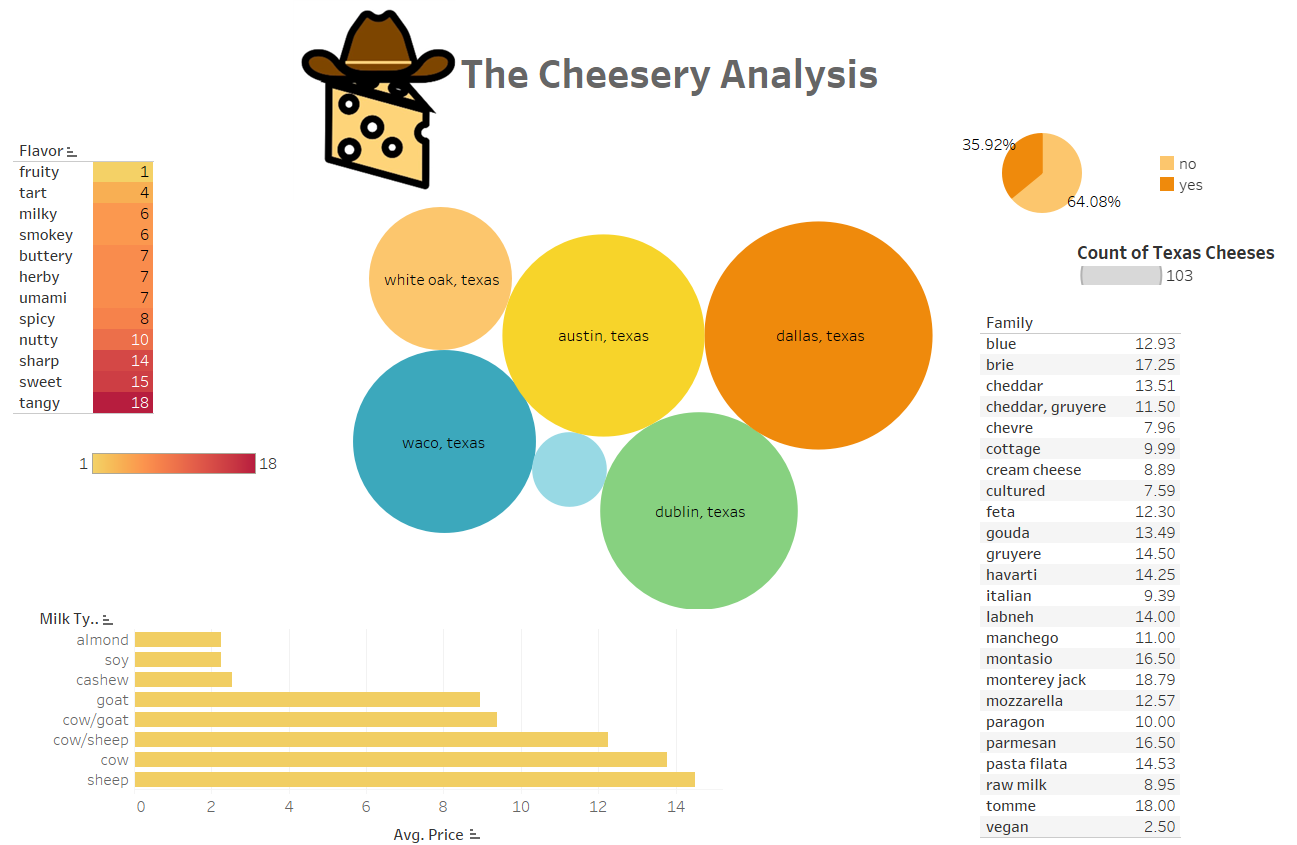 The Cheesery Analysis
Flavor
fruity 1
tart 4
milky 6
smokey 6
buttery 7
herby 7
umami 7
spicy 8
nutty 10
sharp 14
sweet 15
tangy 18
1 18
white oak, texas
austin, texas
dallas, texas
waco, texas
dublin, texas
35.92%
64.08%
no
yes
Count of Texas Cheeses
103
Family
blue 12.93
brie 17.25
cheddar 13.51
cheddar, gruyere 11.50
chevre 7.96
cottage 9.99
cream cheese 8.89
cultured 7.59
feta 12.30
gouda 13.49
gruyere 14.50
havarti 14.25
italian 9.39
labneh 14.00
manchego 11.00
montasio 16.50
monterey jack 18.79
mozzarella 12.57
paragon 10.00
parmesan 16.50
pasta filata 14.53
raw milk 8.95
tomme 18.00
vegan 2.50
Milk Ty..
almond
soy
cashew
goat
cow/goat
cow/sheep
cow
sheep
0 2 4 6 8 10 12 14
Avg. Price